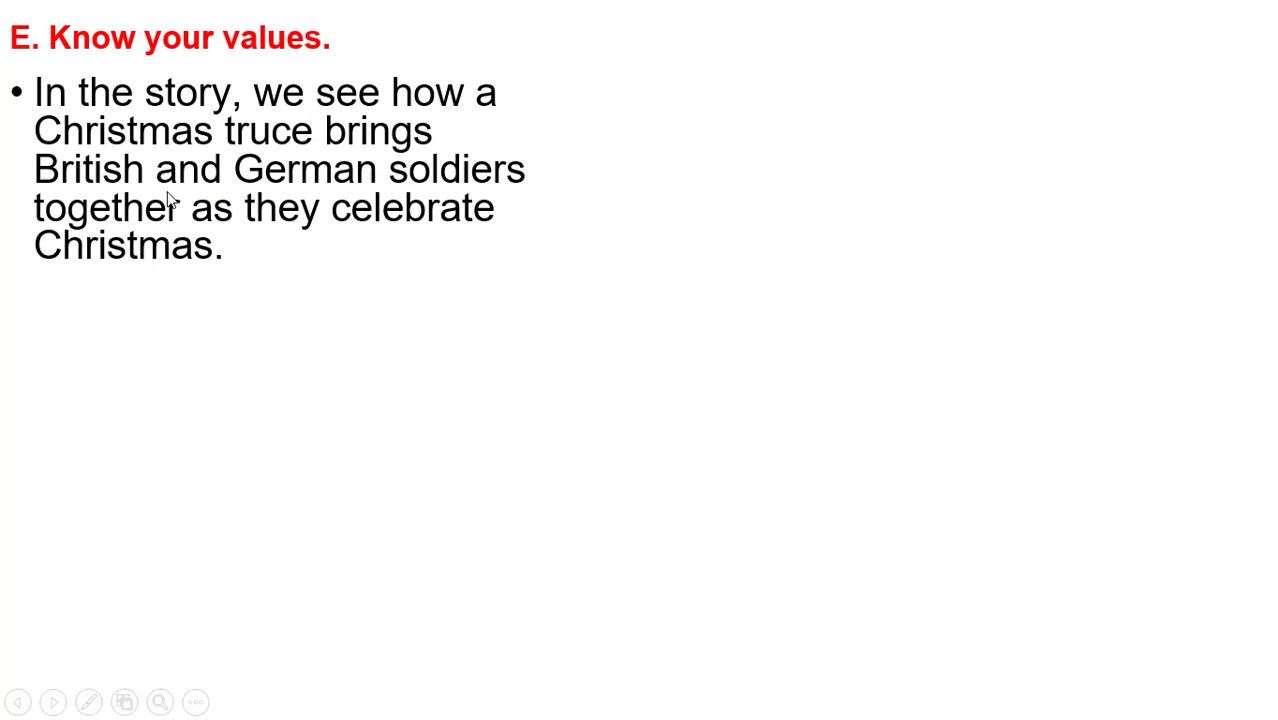 E. Know your values.
• In the story, we see how a
Christmas truce brings
British and German soldiers
together as they celebrate
Christmas.